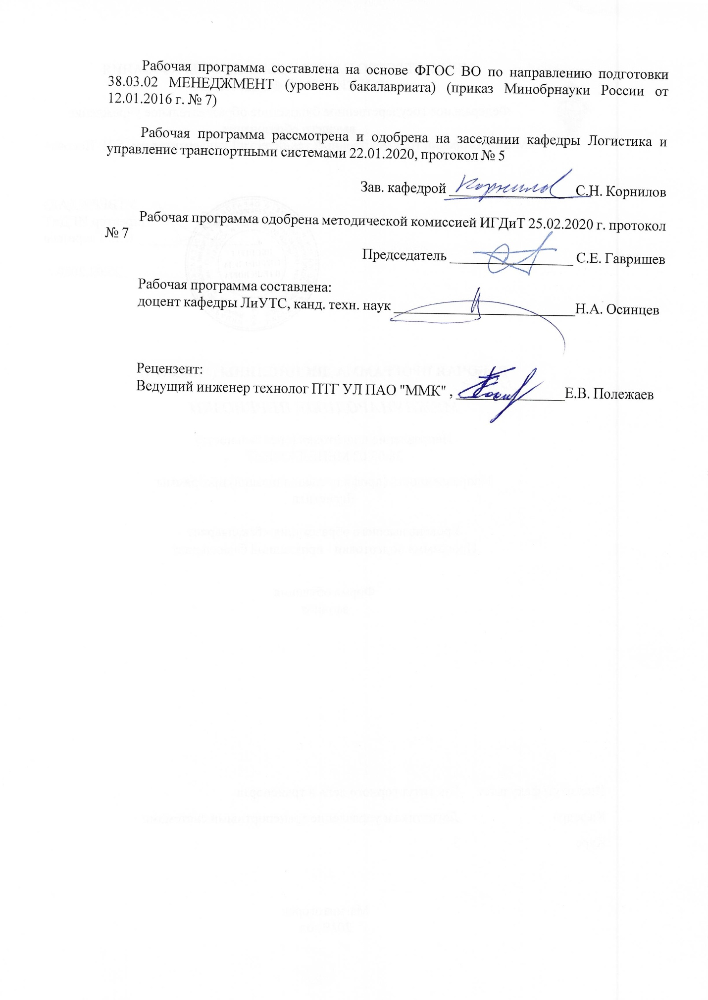 Рабочая программа составлена на основе ФГОС ВО по направлению подготовки
38.03.02 МЕНЕДЖМЕНТ (уровень бакалавриата) (приказ Минобрнауки России от
12.01.2016 г. № 7)
Рабочая программа рассмотрена и одобрена на заседании кафедры Логистика и
управление транспортными системами 22.01.2020, протокол № 5
Зав. кафедрой Корнилов С.Н. Корнилов
Рабочая программа одобрена методической комиссией ИГДиТ 25.02.2020 г. протокол
№ 7
Председатель С.Е. Гавришев
Рабочая программа составлена:
доцент кафедры ЛиУТС, канд. техн. наук Н.А. Осинцев
Рецензент:
Ведущий инженер технолог ПТГ УЛ ПАО "ММК" , Е.В. Полежаев